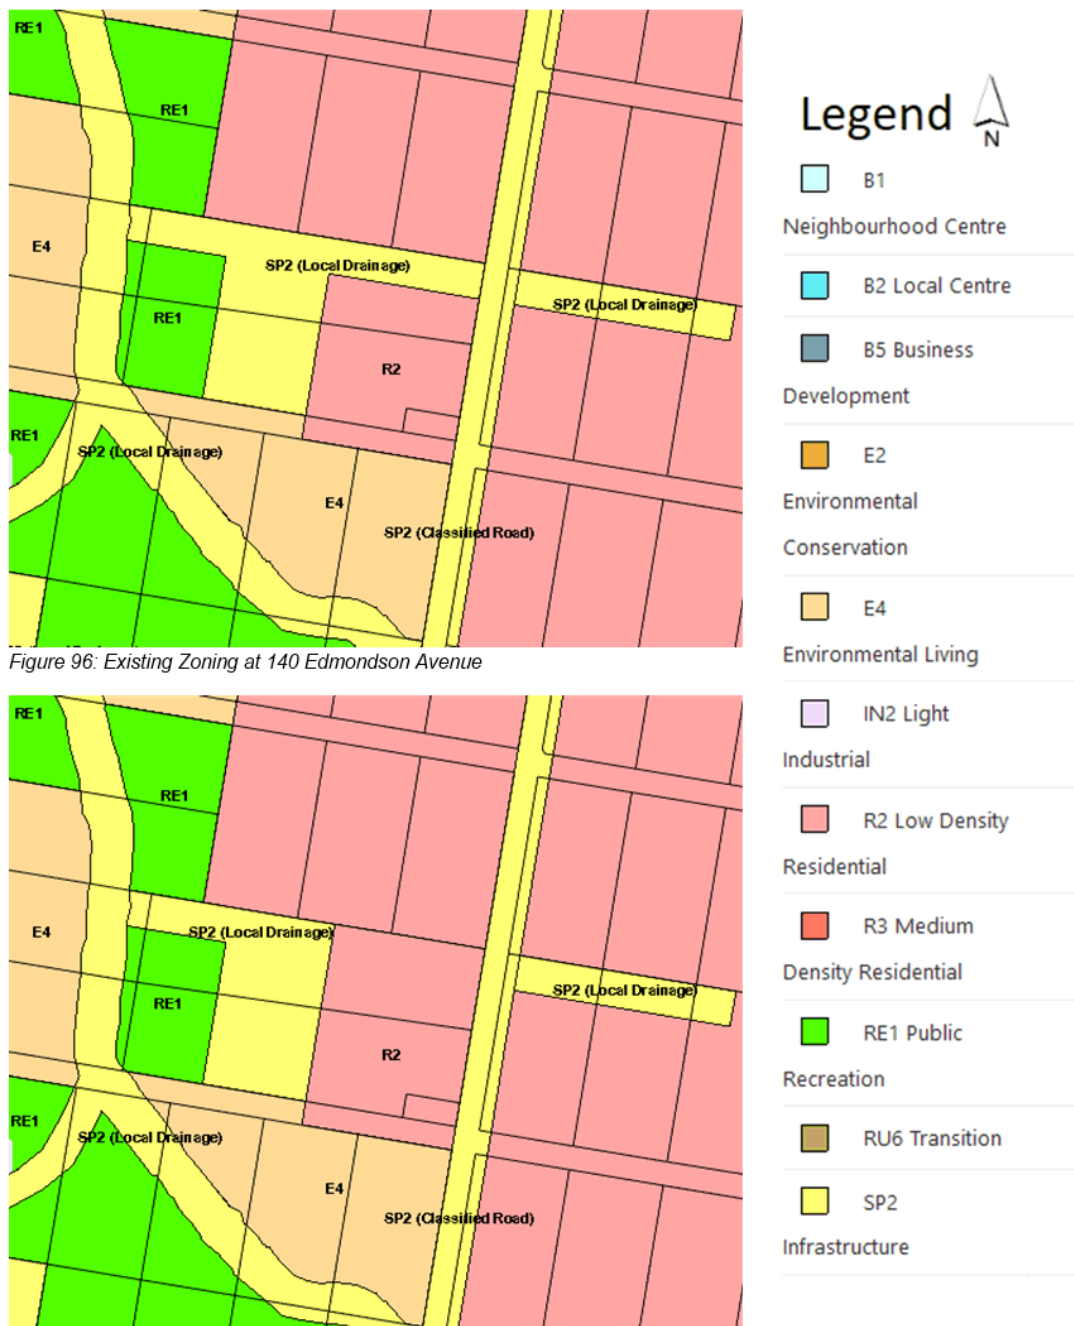 RE1
RE1
E4
SP2 (Local Drainage)
SP2 (Local Drainage)
RE1
R2
RE1
SP2 (Local Drainage)
E4
SP2 (Classified Road)
Figure 96: Existing Zoning at 140 Edmondson Avenue
RE1
RE1
E4
SP2 (Local Drainage)
SP2 (Local Drainage)
RE1
R2
RE1
SP2 (Local Drainage)
E4
SP2 (Classified Road)
Legend
N
B1
Neighbourhood Centre
B2 Local Centre
B5 Business
Development
E2
Environmental
Conservation
E4
Environmental Living
IN2 Light
Industrial
R2 Low Density
Residential
R3 Medium
Density Residential
RE1 Public
Recreation
RU6 Transition
SP2
Infrastructure